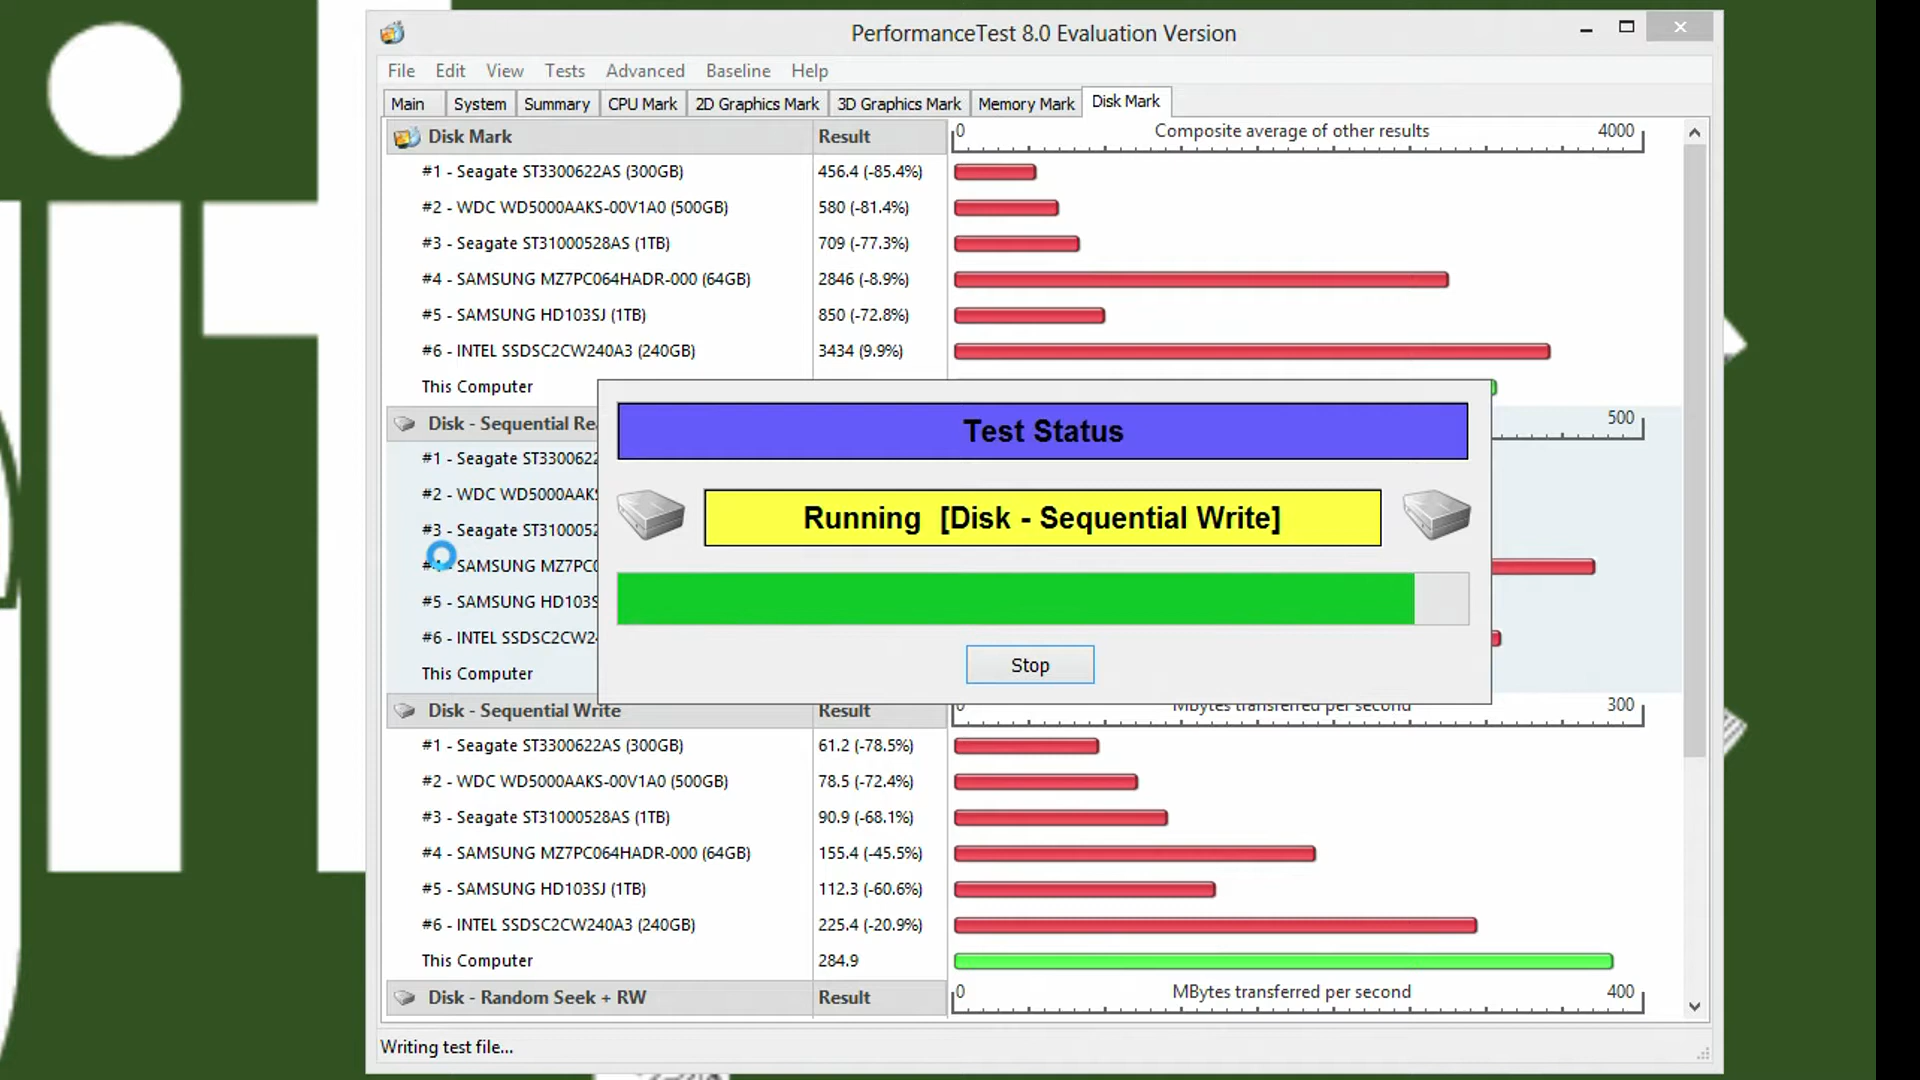 PerformanceTest 8.0 Evaluation Version
File Edit View Tests Advanced Baseline Help
Main System Summary CPU Mark 2D Graphics Mark 3D Graphics Mark Memory Mark Disk Mark
Disk Mark Result 0 Composite average of other results 4000
#1 - Seagate ST3300622AS (300GB) 456.4 (-85.4%)
#2 - WDC WD5000AAKS-00V1A0 (500GB) 580 (-81.4%)
#3 - Seagate ST31000528AS (1TB) 709 (-77.3%)
#4 - SAMSUNG MZ7PC064HADR-000 (64GB) 2846 (-8.9%)
#5 - SAMSUNG HD103SJ (1TB) 850 (-72.8%)
#6 - INTEL SSDSC2CW240A3 (240GB) 3434 (9.9%)
This Computer
Disk - Sequential Re 500
#1 - Seagate ST330062
#2 - WDC WD5000AAK
#3 - Seagate ST310005
SAMSUNG MZ7PC
#5 - SAMSUNG HD103
#6 - INTEL SSDSC2CW2
This Computer
Test Status
Running [Disk - Sequential Write]
Stop
Disk - Sequential Write Result 0 MBytes transferred per second 300
#1 - Seagate ST3300622AS (300GB) 61.2 (-78.5%)
#2 - WDC WD5000AAKS-00V1A0 (500GB) 78.5 (-72.4%)
#3 - Seagate ST31000528AS (1TB) 90.9 (-68.1%)
#4 - SAMSUNG MZ7PC064HADR-000 (64GB) 155.4 (-45.5%)
#5 - SAMSUNG HD103SJ (1TB) 112.3 (-60.6%)
#6 - INTEL SSDSC2CW240A3 (240GB) 225.4 (-20.9%)
This Computer 284.9
Disk - Random Seek + RW Result 0 MBytes transferred per second 400
Writing test file...